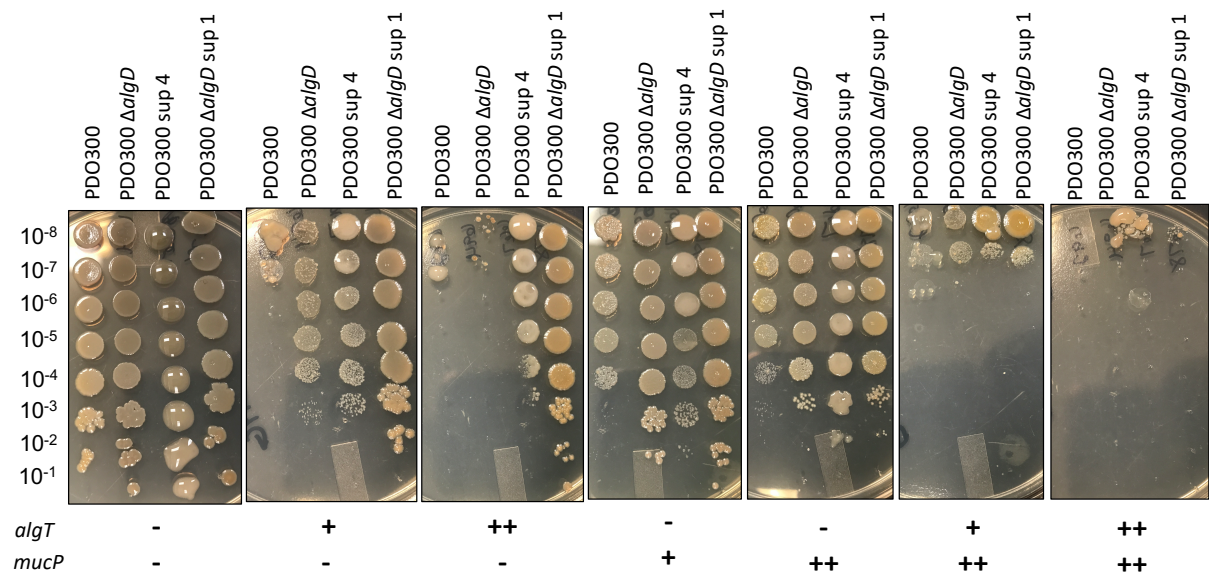 PDO300
PDO300 ΔalgD
PDO300 sup 4
PDO300 ΔalgD sup 1
PDO300
PDO300 ΔalgD
PDO300 sup 4
PDO300 ΔalgD sup 1
PDO300
PDO300 ΔalgD
PDO300 sup 4
PDO300 ΔalgD sup 1
PDO300
PDO300 ΔalgD
PDO300 sup 4
PDO300 ΔalgD sup 1
PDO300
PDO300 ΔalgD
PDO300 sup 4
PDO300 ΔalgD sup 1
PDO300
PDO300 ΔalgD
PDO300 sup 4
PDO300 ΔalgD sup 1
PDO300
PDO300 ΔalgD
PDO300 sup 4
PDO300 ΔalgD sup 1
10⁻⁸
10⁻⁷
10⁻⁶
10⁻⁵
10⁻⁴
10⁻³
10⁻²
10⁻¹
algT - + ++ - - + ++
mucP - - - + ++ ++ ++